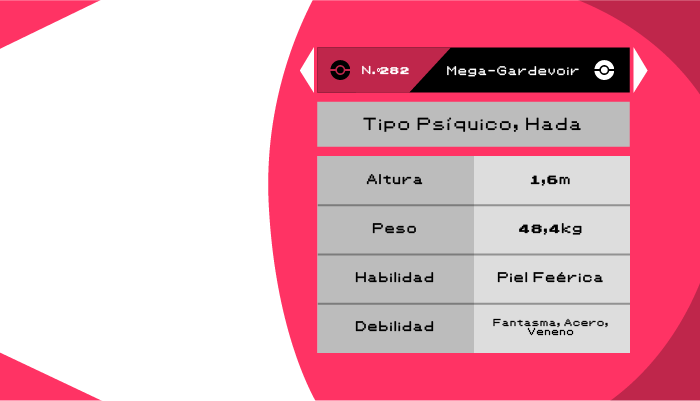 N.º282 Mega-Gardevoir
Tipo Psíquico, Hada
Altura 1,6m
Peso 48,4kg
Habilidad Piel Feérica
Debilidad Fantasma, Acero,
Veneno